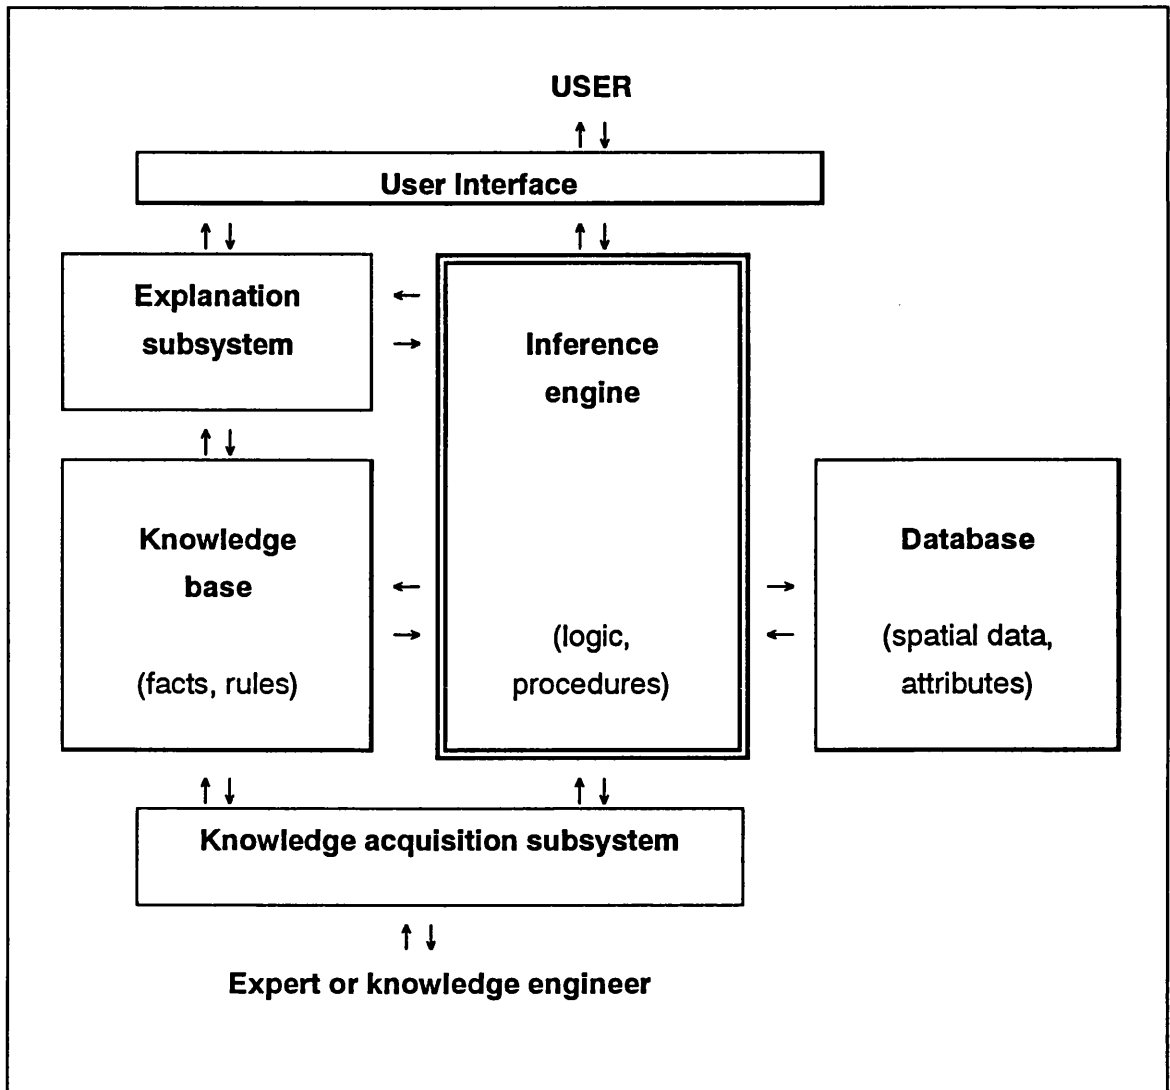 USER
User Interface
Explanation
subsystem
Inference
engine
Knowledge
base
(facts, rules)
(logic,
procedures)
Database
(spatial data,
attributes)
Knowledge acquisition subsystem
Expert or knowledge engineer